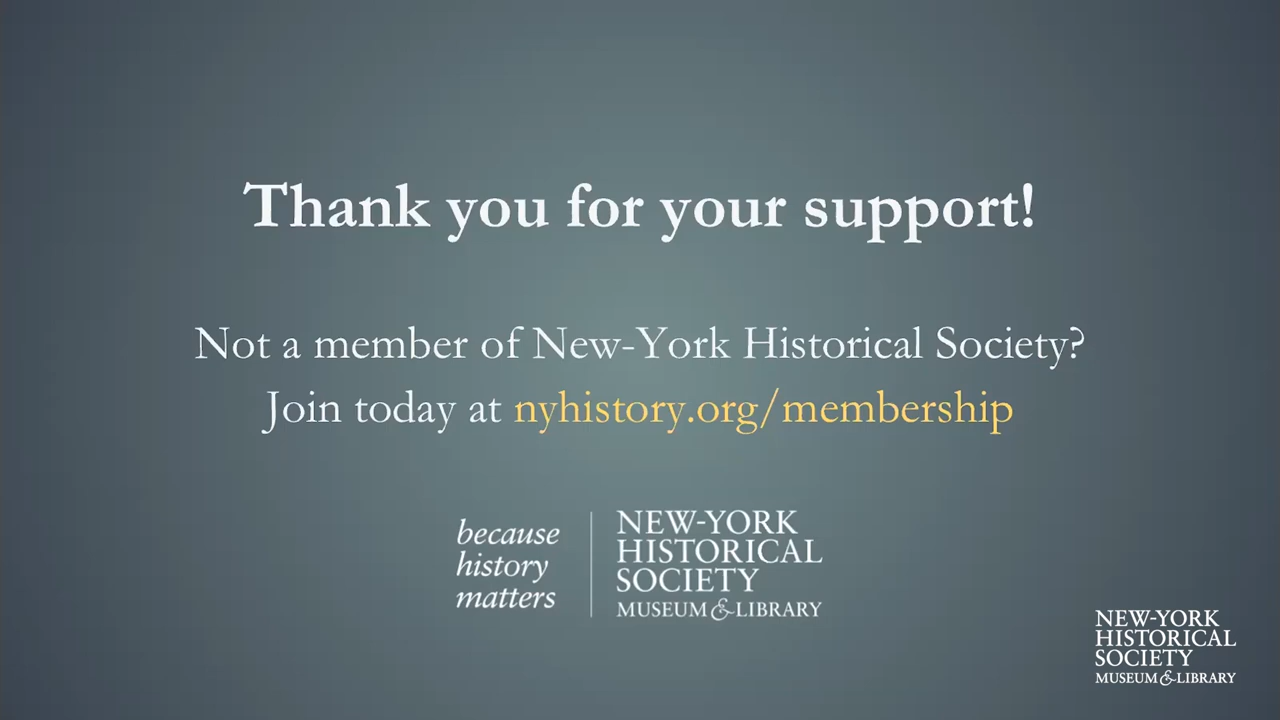 Thank you for your support!
Not a member of New-York Historical Society?
Join today at nyhistory.org/membership
because
history
matters
NEW-YORK
HISTORICAL
SOCIETY
MUSEUM & LIBRARY
NEW-YORK
HISTORICAL
SOCIETY
MUSEUM & LIBRARY